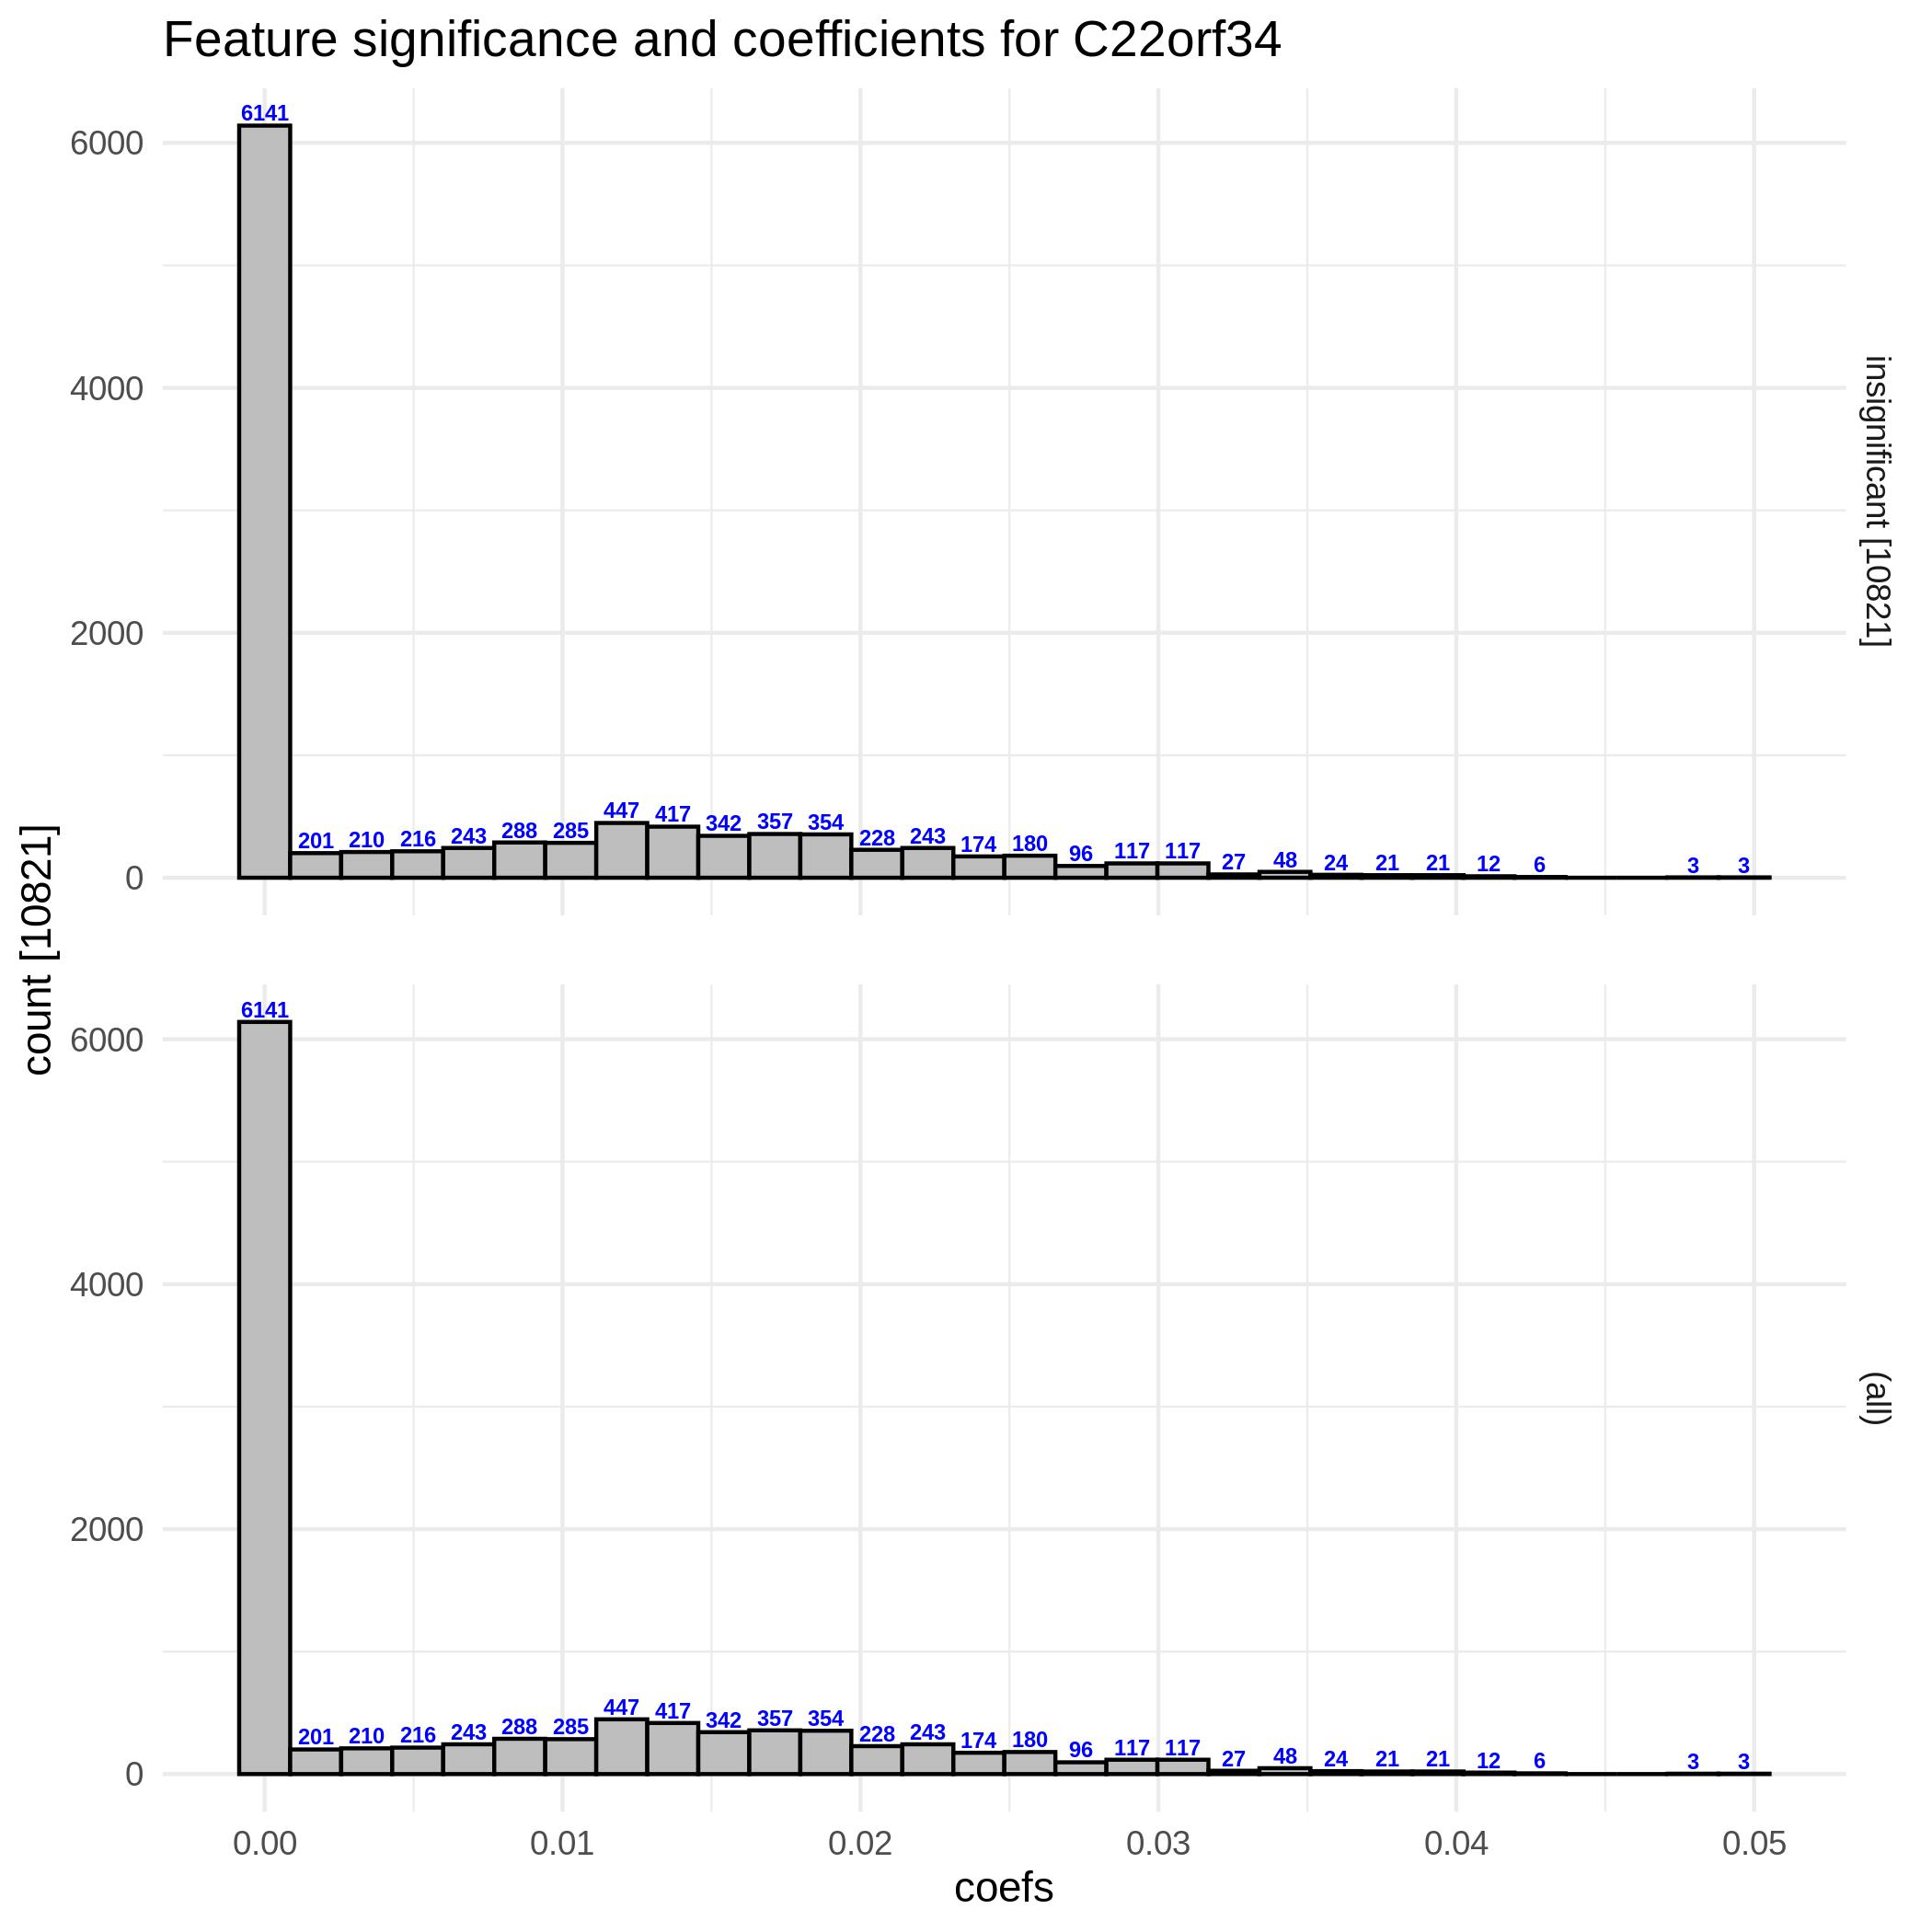 Feature significance and coefficients for C22orf34
count [10821]
6000
4000
2000
0
6141
201 210 216 243 288 285 447 417 342 357 354 228 243 174 180 96 117 117 27 48 24 21 21 12 6 3 3
insignificant [10821]
6000
4000
2000
0
6141
201 210 216 243 288 285 447 417 342 357 354 228 243 174 180 96 117 117 27 48 24 21 21 12 6 3 3
(all)
0.00 0.01 0.02 0.03 0.04 0.05
coefs